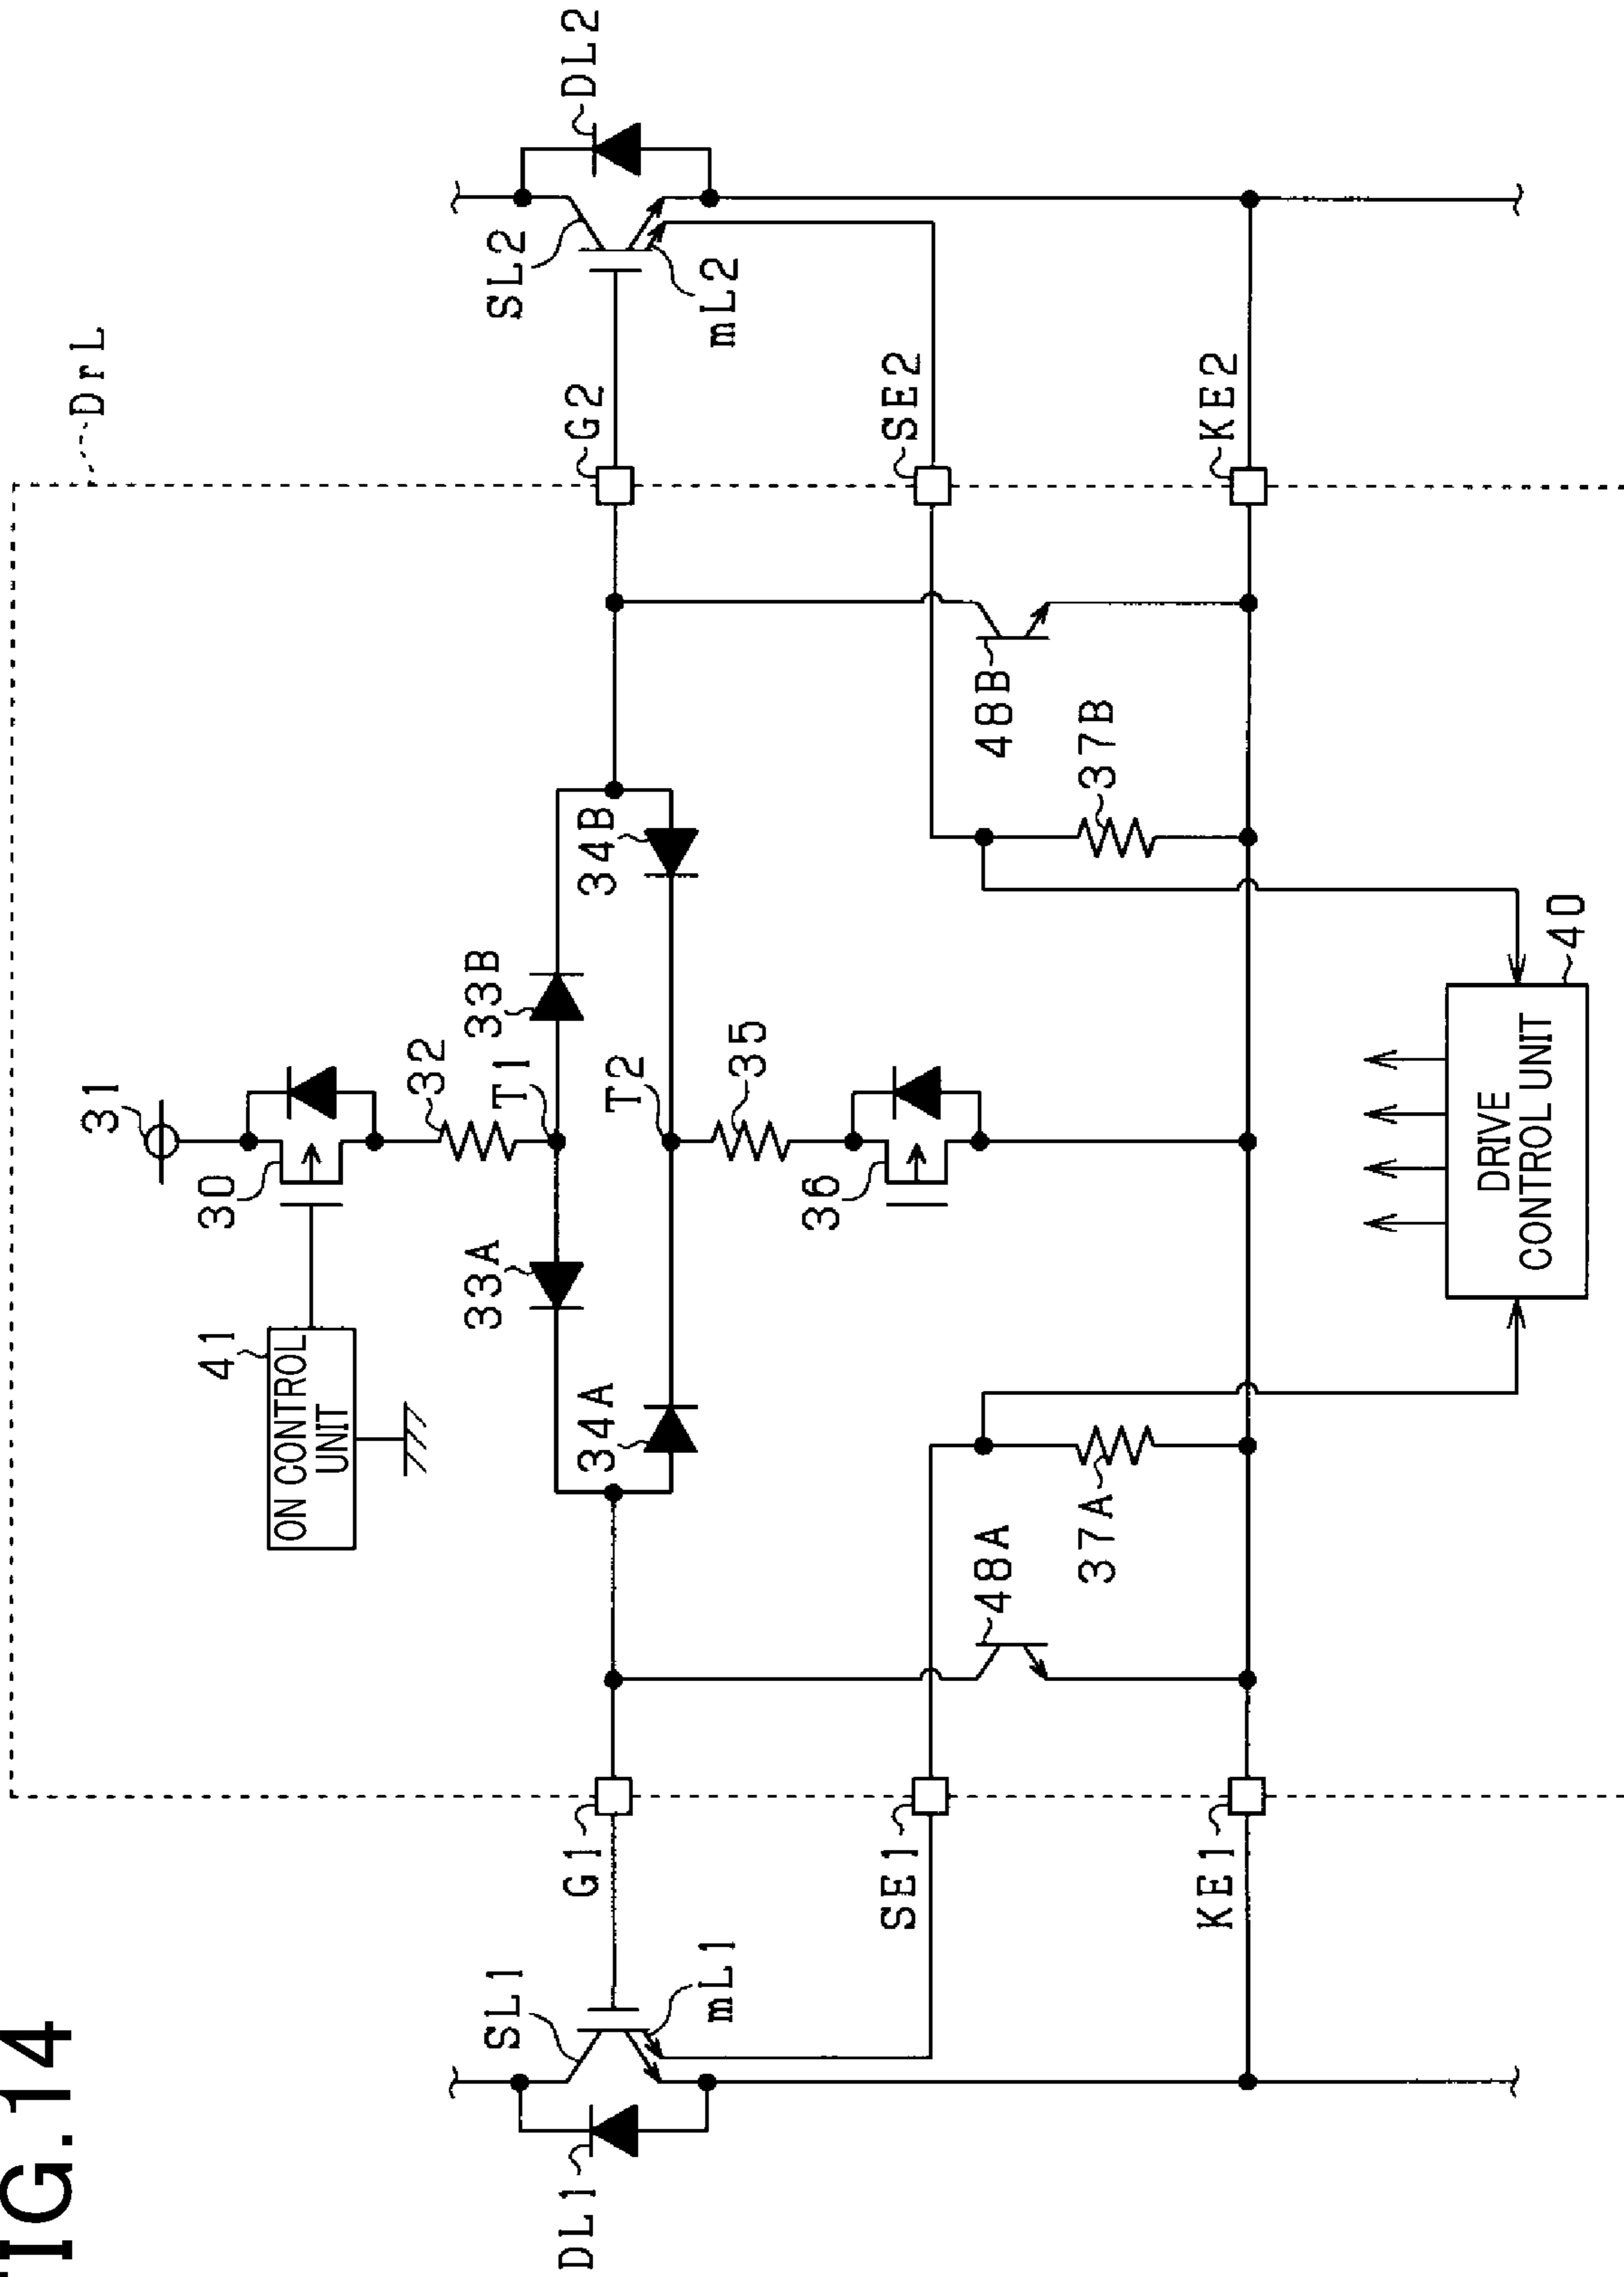 FIG.14
DrL
31
30
41
ON CONTROL
UNIT
32
33A
T1
33B
SL1
DL1
mL1
G1
34A
T2
34B
G2
SL2
DL2
mL2
35
36
SE1
48A
37A
48B
37B
SE2
KE1
KE2
DRIVE
CONTROL UNIT
40